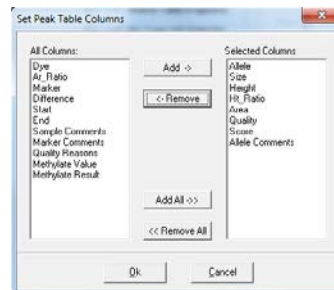 Set Peak Table Columns
All Columns:
Dye
Ar_Ratio
Marker
Difference
Start
End
Sample Comments
Marker Comments
Quality Reasons
Methylate Value
Methylate Result
Add ->
<- Remove
Add All ->>
<< Remove All
Selected Columns
Allele
Size
Height
Ht_Ratio
Area
Quality
Score
Allele Comments
Ok
Cancel